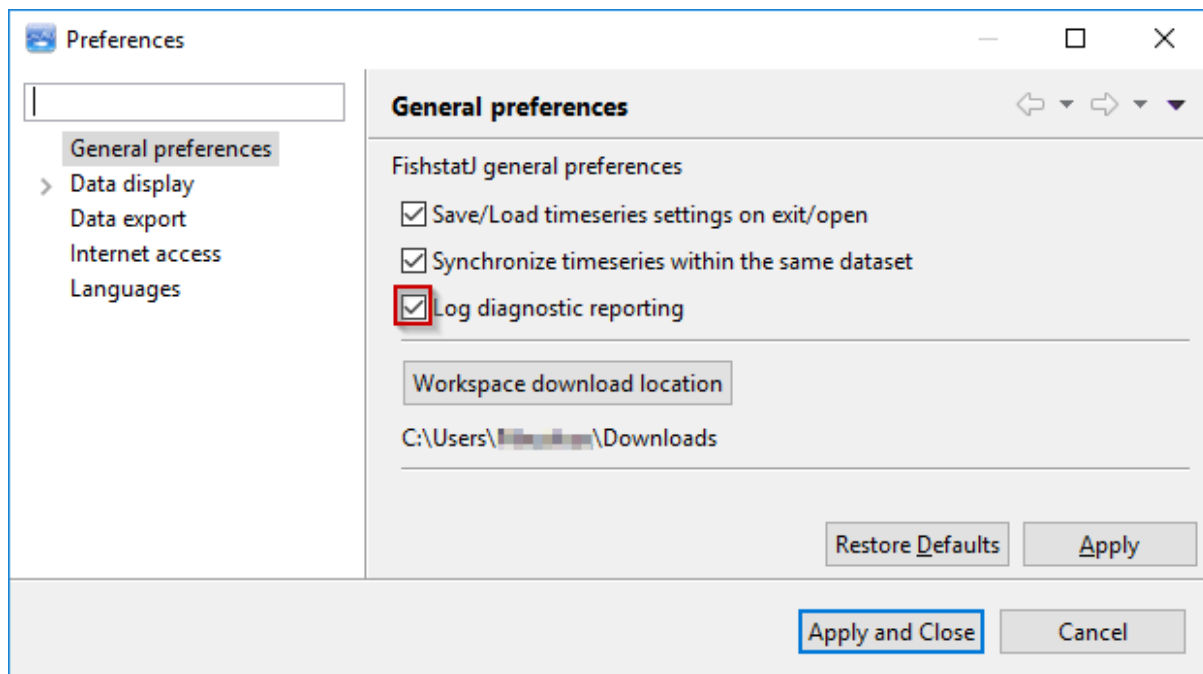 Preferences
General preferences
Data display
Data export
Internet access
Languages
General preferences
FishstatJ general preferences
Save/Load timeseries settings on exit/open
Synchronize timeseries within the same dataset
Log diagnostic reporting
Workspace download location
C:\Users\ \Downloads
Restore Defaults
Apply
Apply and Close
Cancel